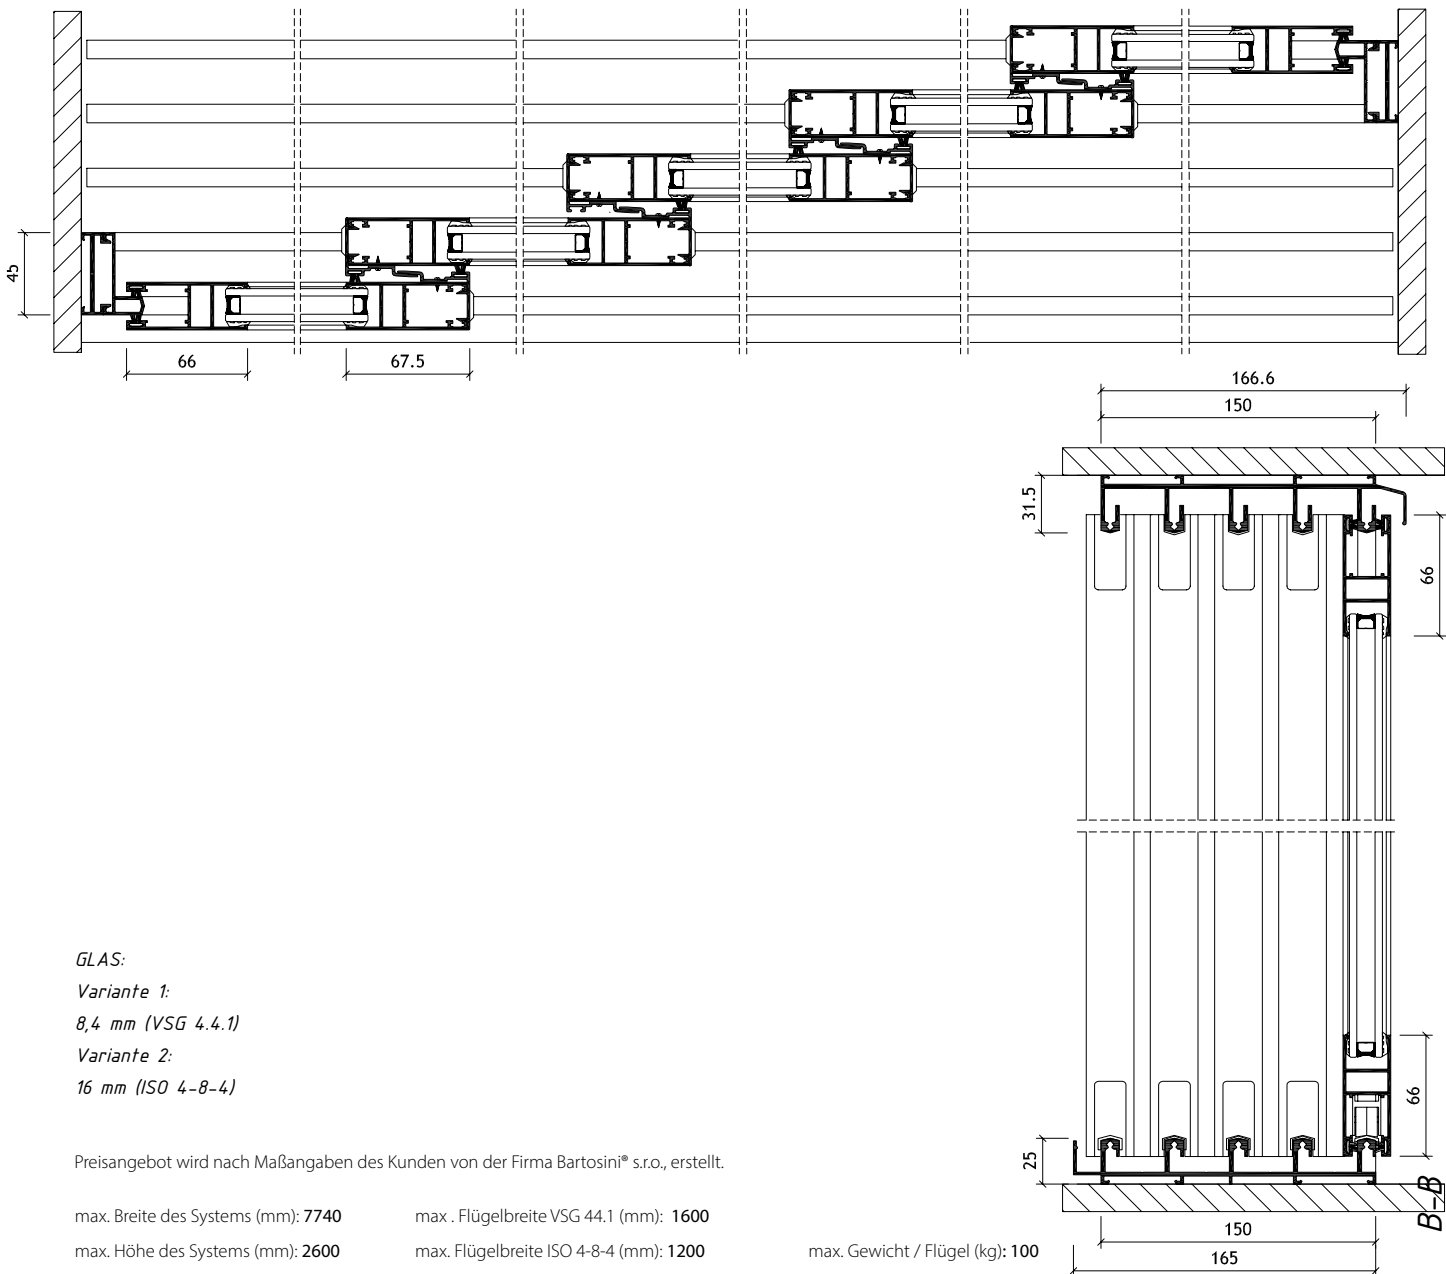 45
66
67.5
166.6
150
31.5
66
GLAS:
Variante 1:
8,4 mm (VSG 4.4.1)
Variante 2:
16 mm (ISO 4-8-4)
66
25
Preisangebot wird nach Maßangaben des Kunden von der Firma Bartosini® s.r.o., erstellt.
B-B
max. Breite des Systems (mm): 7740
max . Flügelbreite VSG 44.1 (mm): 1600
150
max. Höhe des Systems (mm): 2600
max. Flügelbreite ISO 4-8-4 (mm): 1200
max. Gewicht / Flügel (kg): 100
165